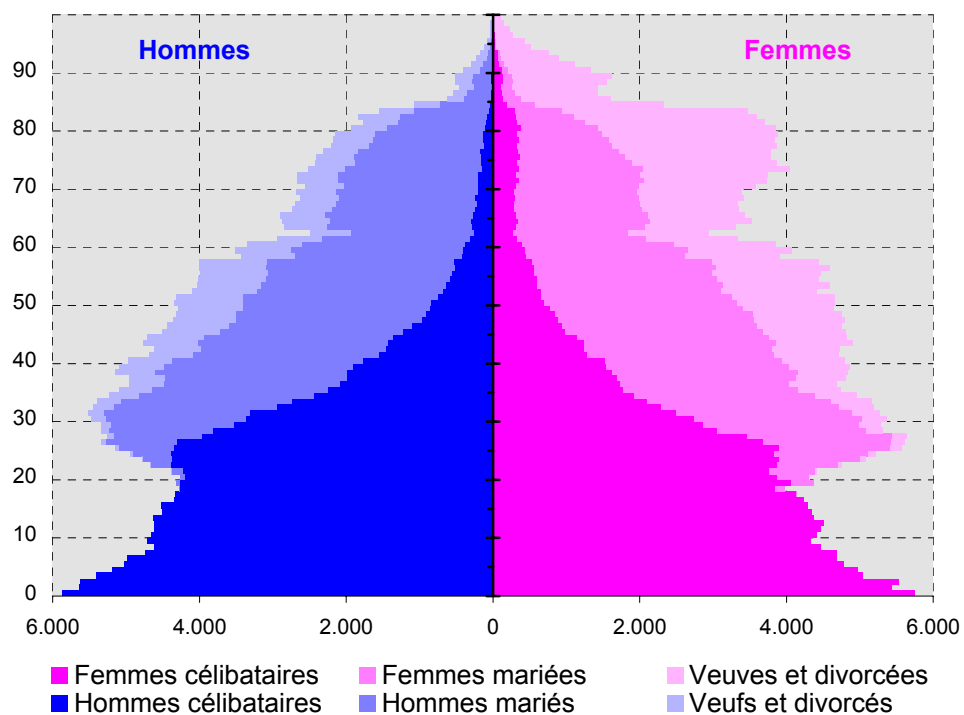 Hommes Femmes
90
80
70
60
50
40
30
20
10
0
6.000 4.000 2.000 0 2.000 4.000 6.000
Femmes célibataires Femmes mariées Veuves et divorcées
Hommes célibataires Hommes mariés Veufs et divorcés